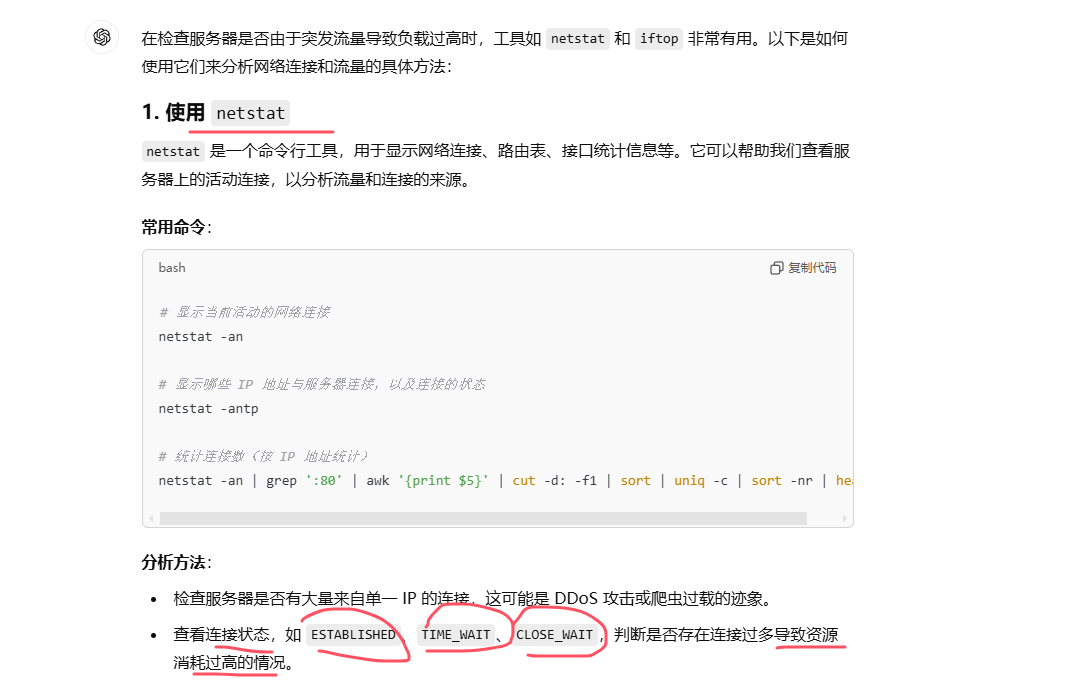 在检查服务器是否由于突发流量导致负载过高时，工具如 netstat 和 iftop 非常有用。以下是如何
使用它们来分析网络连接和流量的具体方法：
1. 使用 netstat
netstat 是一个命令行工具，用于显示网络连接、路由表、接口统计信息等。它可以帮助我们查看服
务器上的活动连接，以分析流量和连接的来源。
常用命令：
bash 复制代码
# 显示当前活动的网络连接
netstat -an
# 显示哪些 IP 地址与服务器连接，以及连接的状态
netstat -antp
# 统计连接数（按 IP 地址统计）
netstat -an | grep ':80' | awk '{print $5}' | cut -d: -f1 | sort | uniq -c | sort -nr |
分析方法：
• 检查服务器是否有大量来自单一 IP 的连接，这可能是 DDoS 攻击或爬虫过载的迹象。
• 查看连接状态，如 ESTABLISHED、TIME_WAIT、CLOSE_WAIT，判断是否存在连接过多导致资源
消耗过高的情况。